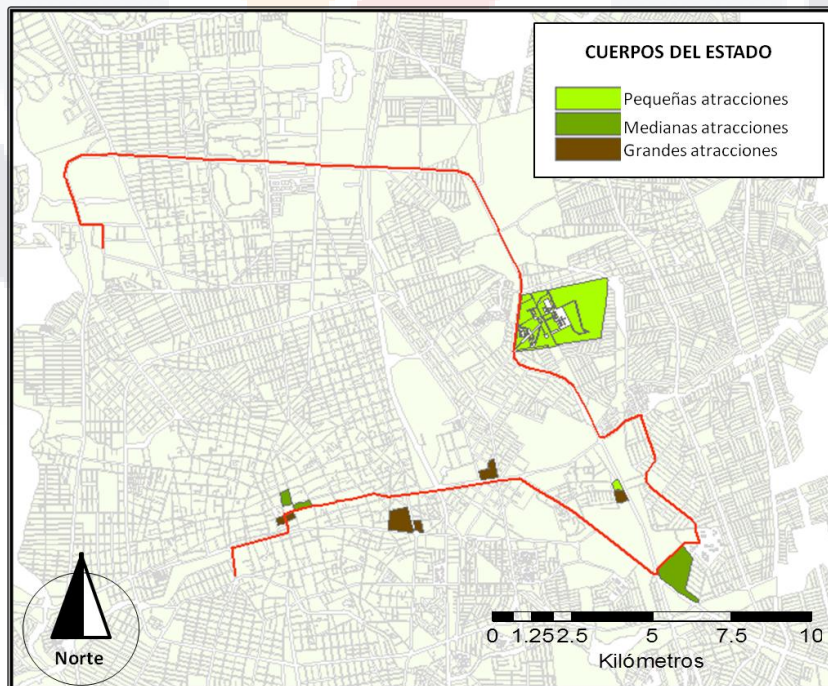 CUERPOS DEL ESTADO
Pequeñas atracciones
Medianas atracciones
Grandes atracciones
Norte
0 1.25 2.5 5 7.5 10
Kilómetros